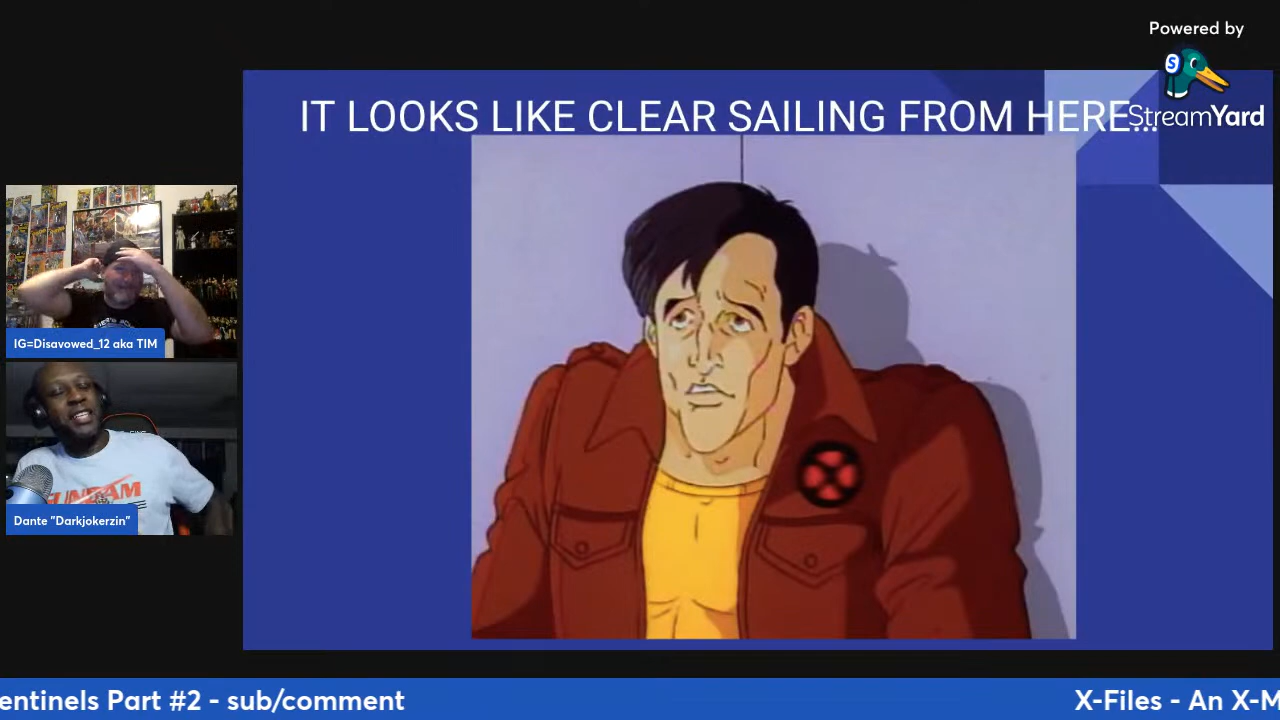 Powered by
StreamYard
IT LOOKS LIKE CLEAR SAILING FROM HERE...
IG=Disavowed_12 aka TIM
Dante "Darkjokerzin"
entinels Part #2 - sub/comment
X-Files - An X-M